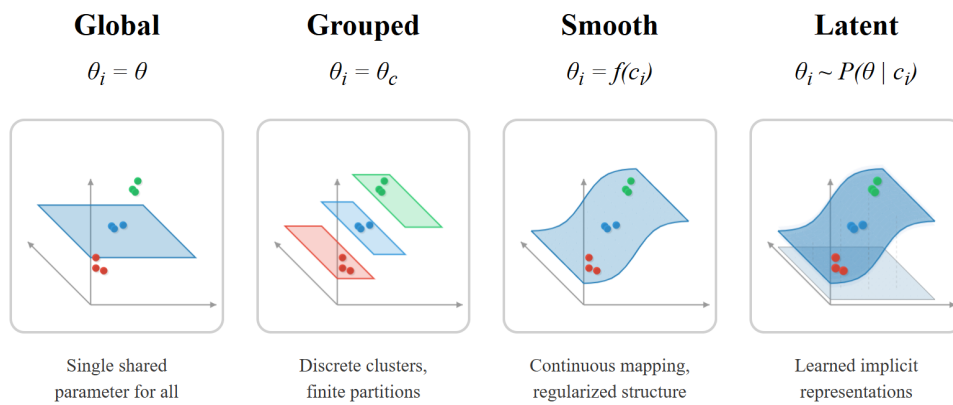 Global
θi = θ
Single shared
parameter for all
Grouped
θi = θc
Discrete clusters,
finite partitions
Smooth
θi = f(ci)
Continuous mapping,
regularized structure
Latent
θi ~ P(θ | ci)
Learned implicit
representations